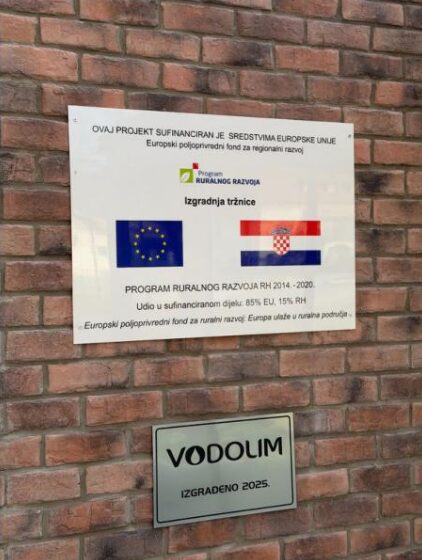 OVAJ PROJEKT SUFINANCIRAN JE SREDSTVIMA EUROPSKE UNIJE
Europski poljoprivredni fond za regionalni razvoj
Program
RURALNOG RAZVOJA
Izgradnja tržnice
PROGRAM RURALNOG RAZVOJA RH 2014. - 2020.
Udio u sufinanciranom dijelu: 85% EU, 15% RH
Europski poljoprivredni fond za ruralni razvoj: Europa ulaže u ruralna područja
VODOLIM
IZGRAĐENO 2025.